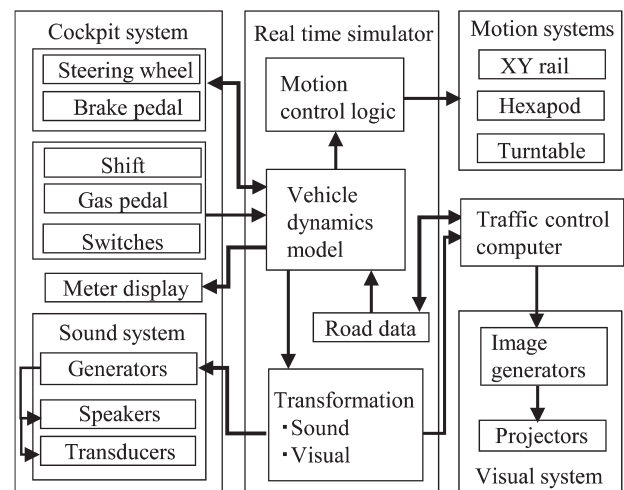 Cockpit system
Steering wheel
Brake pedal
Shift
Gas pedal
Switches
Meter display
Sound system
Generators
Speakers
Transducers
Real time simulator
Motion
control logic
Vehicle
dynamics
model
Road data
Transformation
・Sound
・Visual
Motion systems
XY rail
Hexapod
Turntable
Traffic control
computer
Image
generators
Projectors
Visual system